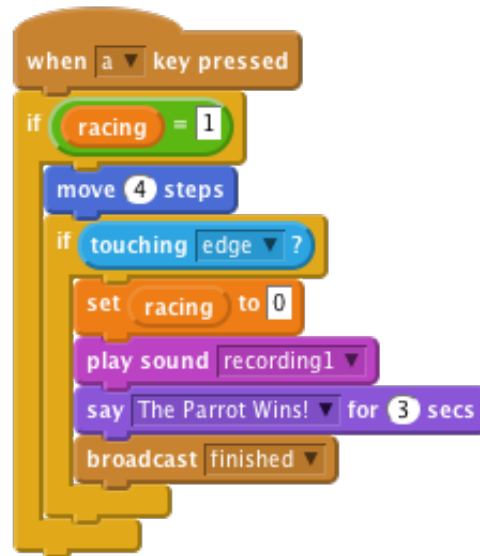 when a key pressed
if racing = 1
move 4 steps
if touching edge ?
set racing to 0
play sound recording1
say The Parrot Wins! for 3 secs
broadcast finished